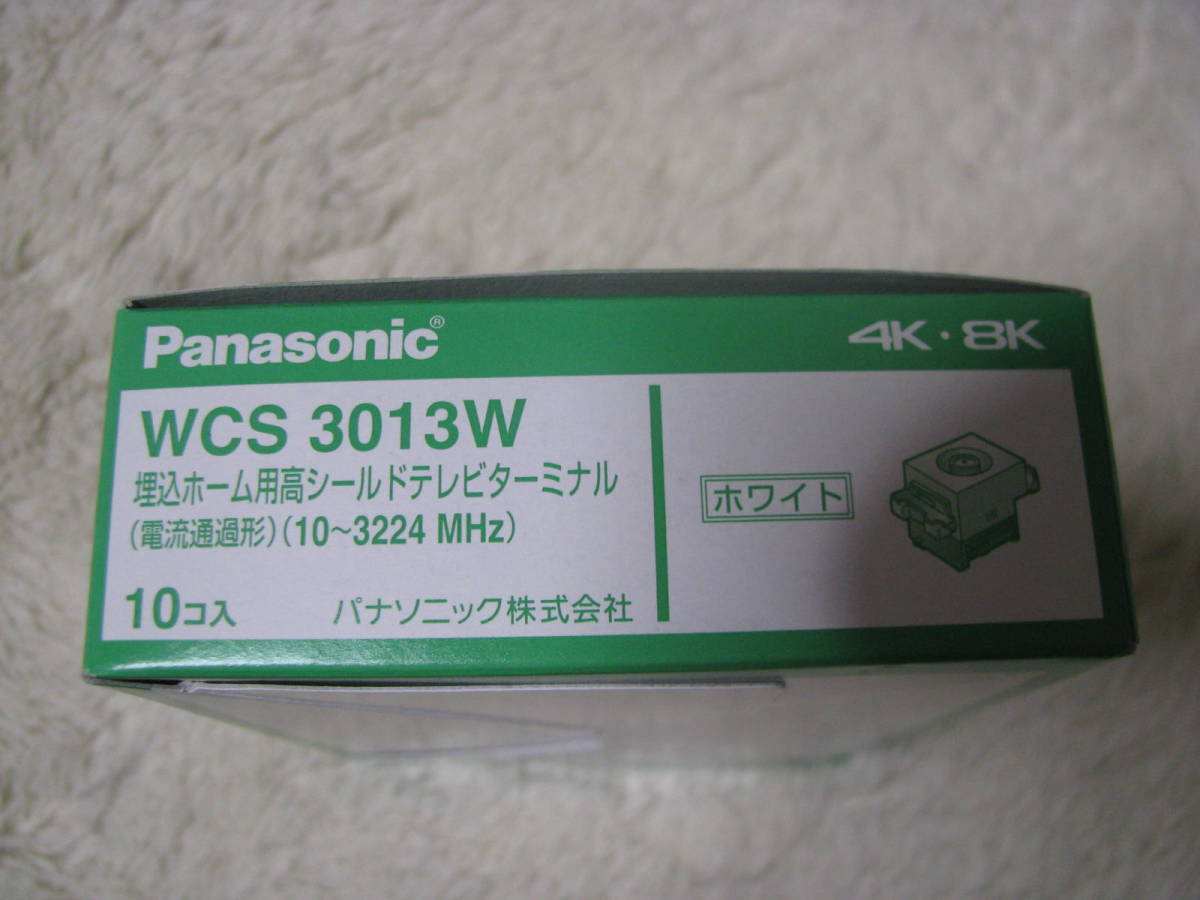 Panasonic®
4K・8K
WCS 3013W
埋込ホーム用高シールドテレビターミナル
(電流通過形)(10~3224 MHz)
ホワイト
10コ入
パナソニック株式会社